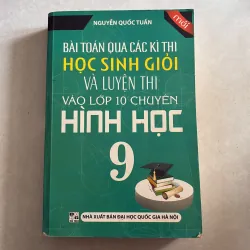 NGUYỄN QUỐC TUẤN
MỚI
BÀI TOÁN QUA CÁC KÌ THI
HỌC SINH GIỎI
VÀ LUYỆN THI
VÀO LỚP 10 CHUYÊN
HÌNH HỌC
9
NHÀ XUẤT BẢN ĐẠI HỌC QUỐC GIA HÀ NỘI